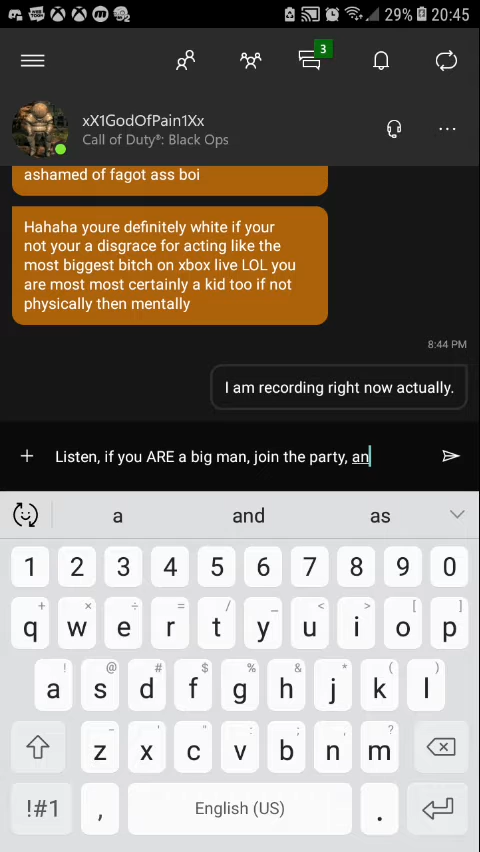 29% 20:45
3
xX1GodOfPain1Xx
Call of Duty®: Black Ops
ashamed of fagot ass boi
Hahaha youre definitely white if your
not your a disgrace for acting like the
most biggest bitch on xbox live LOL you
are most most certainly a kid too if not
physically then mentally
8:44 PM
I am recording right now actually.
Listen, if you ARE a big man, join the party, an
a and as
1 2 3 4 5 6 7 8 9 0
+ × ÷ = / _ < > [ ]
q w e r t y u i o p
! @ # $ % & * ( )
a s d f g h j k l
- ' " : ; , ?
z x c v b n m
!#1 , English (US) .